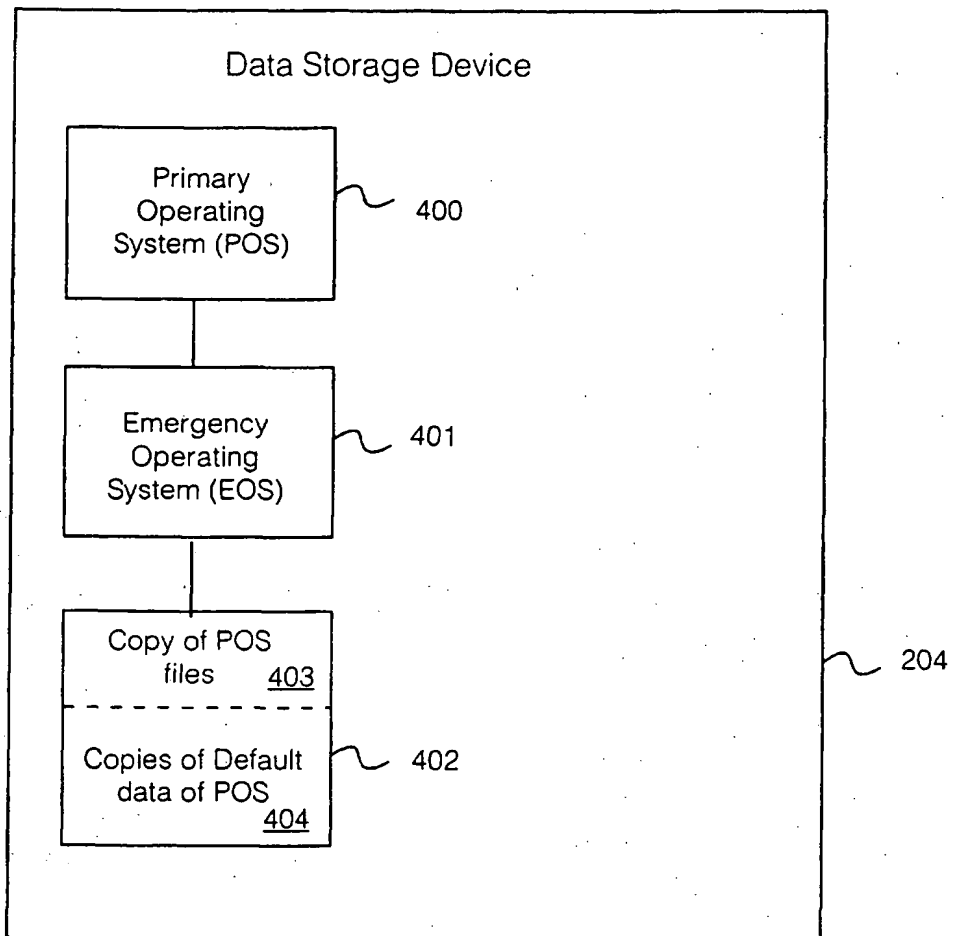 Data Storage Device
Primary
Operating
System (POS)
400
Emergency
Operating
System (EOS)
401
Copy of POS
files
403
204
Copies of Default
data of POS
404
402